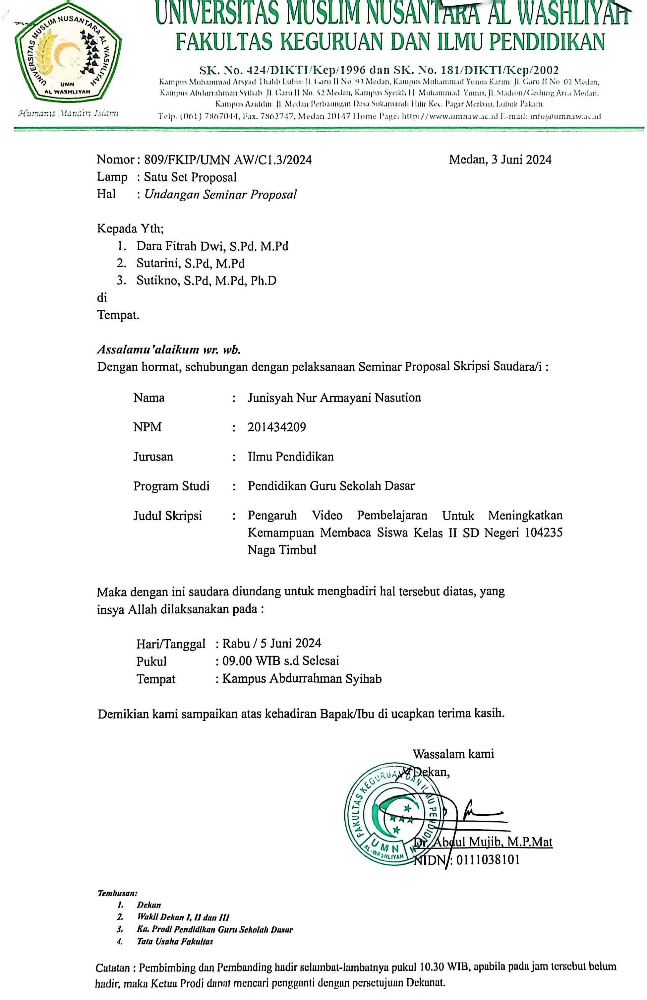 UNIVERSITAS MUSLIM NUSANTARA AL WASHLIYAH
FAKULTAS KEGURUAN DAN ILMU PENDIDIKAN
SK. No. 424/DIKTI/Kep/1996 dan SK. No. 181/DIKTI/Kep/2002
Kampus Muhammad Arsyad Thalib Lubis: Jl. Garu II No. 93 Medan, Kampus Muhammad Yunus Karim: Jl. Garu II No. 02 Medan,
Kampus Abdurrahman Syihab: Jl. Garu II No. 52 Medan, Kampus Syeikh H. Muhammad Yunus, Jl. Stadion/Gedung Arca Medan,
Kampus Aziddin: Jl. Medan Perbaungan Desa Sukamandi Hilir Kec. Pagar Merbau, Lubuk Pakam.
Telp. (061) 7867044, Fax. 7862747, Medan 20147 Home Page: http://www.umnaw.ac.id E-mail: info@umnaw.ac.id
UNIVERSITAS MUSLIM NUSANTARA AL WASHLIYAH
UMN
AL WASHLIYAH
Humanis Mandiri Islami
Nomor : 809/FKIP/UMN AW/C1.3/2024 Medan, 3 Juni 2024
Lamp : Satu Set Proposal
Hal : Undangan Seminar Proposal
Kepada Yth;
1. Dara Fitrah Dwi, S.Pd. M.Pd
2. Sutarini, S.Pd, M.Pd
3. Sutikno, S.Pd, M.Pd, Ph.D
di
Tempat.
Assalamu'alaikum wr. wb.
Dengan hormat, sehubungan dengan pelaksanaan Seminar Proposal Skripsi Saudara/i :
Nama : Junisyah Nur Armayani Nasution
NPM : 201434209
Jurusan : Ilmu Pendidikan
Program Studi : Pendidikan Guru Sekolah Dasar
Judul Skripsi : Pengaruh Video Pembelajaran Untuk Meningkatkan
Kemampuan Membaca Siswa Kelas II SD Negeri 104235
Naga Timbul
Maka dengan ini saudara diundang untuk menghadiri hal tersebut diatas, yang
insya Allah dilaksanakan pada :
Hari/Tanggal : Rabu / 5 Juni 2024
Pukul : 09.00 WIB s.d Selesai
Tempat : Kampus Abdurrahman Syihab
Demikian kami sampaikan atas kehadiran Bapak/Ibu di ucapkan terima kasih.
Wassalam kami
Dekan,
FAKULTAS KEGURUAN DAN ILMU PENDIDIKAN
UMN
AL-WASHLIYAH
Dr. Abdul Mujib, M.P.Mat
NIDN : 0111038101
Tembusan:
1. Dekan
2. Wakil Dekan I, II dan III
3. Ka. Prodi Pendidikan Guru Sekolah Dasar
4. Tata Usaha Fakultas
Catatan : Pembimbing dan Pembanding hadir selambat-lambatnya pukul 10.30 WIB, apabila pada jam tersebut belum
hadir, maka Ketua Prodi dapat mencari pengganti dengan persetujuan Dekanat.